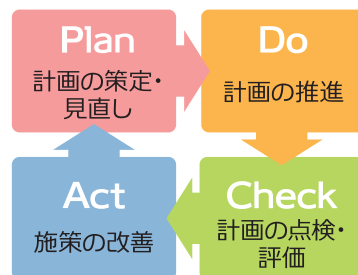 Plan
計画の策定・
見直し
Do
計画の推進
Act
施策の改善
Check
計画の点検・
評価